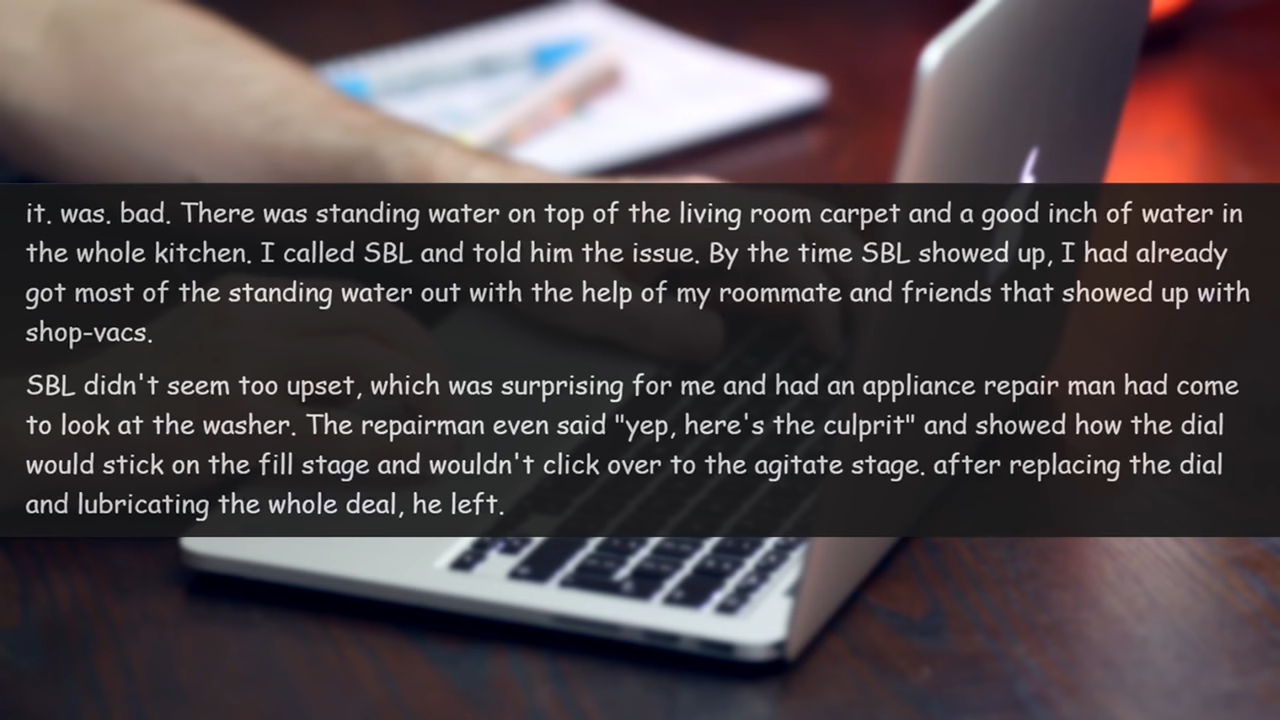 it. was. bad. There was standing water on top of the living room carpet and a good inch of water in
the whole kitchen. I called SBL and told him the issue. By the time SBL showed up, I had already
got most of the standing water out with the help of my roommate and friends that showed up with
shop-vacs.
SBL didn't seem too upset, which was surprising for me and had an appliance repair man had come
to look at the washer. The repairman even said "yep, here's the culprit" and showed how the dial
would stick on the fill stage and wouldn't click over to the agitate stage. after replacing the dial
and lubricating the whole deal, he left.